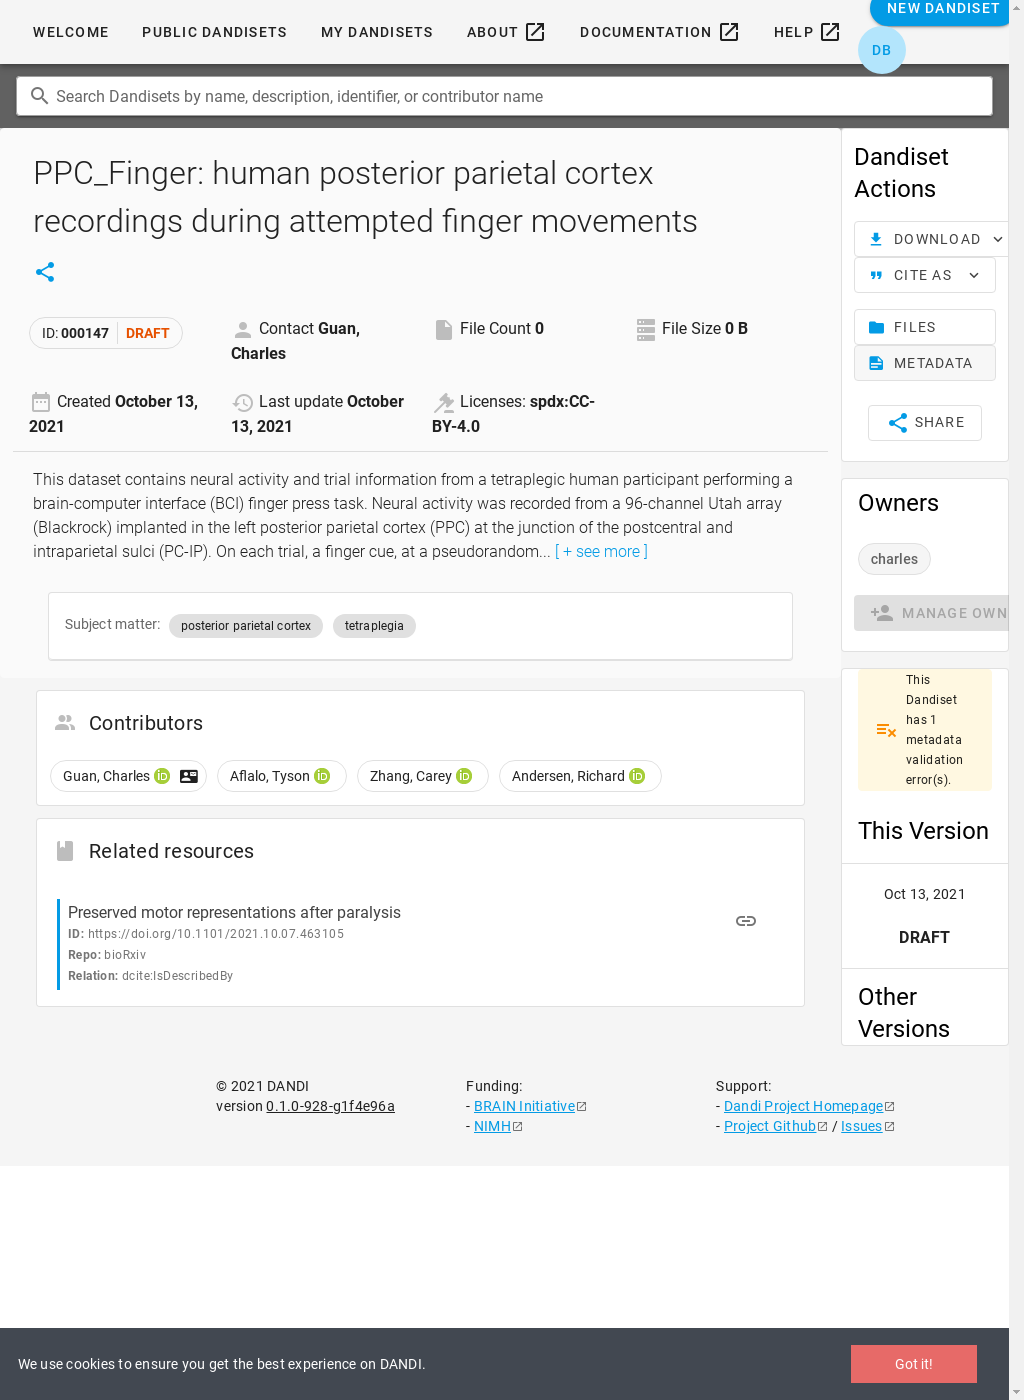 WELCOME
PUBLIC DANDISETS
MY DANDISETS
ABOUT
DOCUMENTATION
HELP
NEW DANDISET
DB
Search Dandisets by name, description, identifier, or contributor name
PPC_Finger: human posterior parietal cortex
recordings during attempted finger movements
ID: 000147
DRAFT
Contact Guan,
Charles
File Count 0
File Size 0 B
Created October 13,
2021
Last update October
13, 2021
Licenses: spdx:CC-
BY-4.0
This dataset contains neural activity and trial information from a tetraplegic human participant performing a
brain-computer interface (BCI) finger press task. Neural activity was recorded from a 96-channel Utah array
(Blackrock) implanted in the left posterior parietal cortex (PPC) at the junction of the postcentral and
intraparietal sulci (PC-IP). On each trial, a finger cue, at a pseudorandom... [ + see more ]
Subject matter:
posterior parietal cortex
tetraplegia
Contributors
Guan, Charles iD
Aflalo, Tyson iD
Zhang, Carey iD
Andersen, Richard iD
Related resources
Preserved motor representations after paralysis
ID: https://doi.org/10.1101/2021.10.07.463105
Repo: bioRxiv
Relation: dcite:IsDescribedBy
Dandiset
Actions
DOWNLOAD
CITE AS
FILES
METADATA
SHARE
Owners
charles
MANAGE OWN
This
Dandiset
has 1
metadata
validation
error(s).
This Version
Oct 13, 2021
DRAFT
Other
Versions
© 2021 DANDI
version 0.1.0-928-g1f4e96a
Funding:
- BRAIN Initiative
- NIMH
Support:
- Dandi Project Homepage
- Project Github / Issues
We use cookies to ensure you get the best experience on DANDI.
Got it!